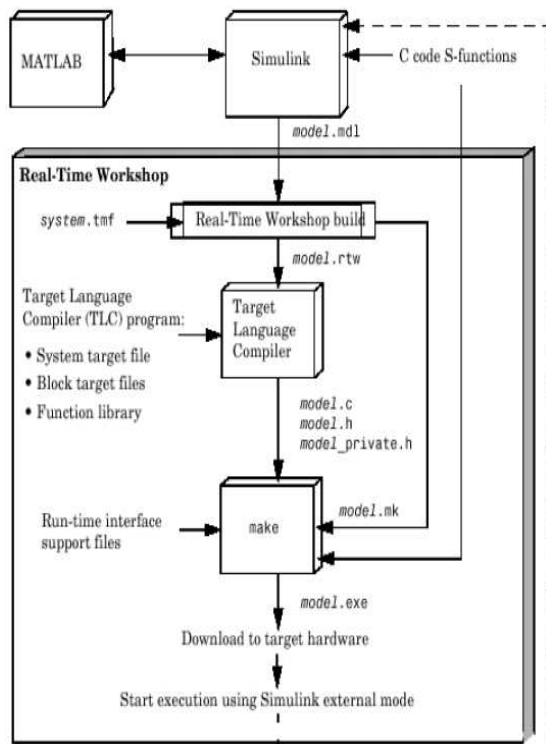 MATLAB
Simulink
C code S-functions
model.mdl
Real-Time Workshop
system.tmf
Real-Time Workshop build
model.rtw
Target Language
Compiler (TLC) program:
• System target file
• Block target files
• Function library
Target
Language
Compiler
model.c
model.h
model_private.h
Run-time interface
support files
make
model.mk
model.exe
Download to target hardware
Start execution using Simulink external mode